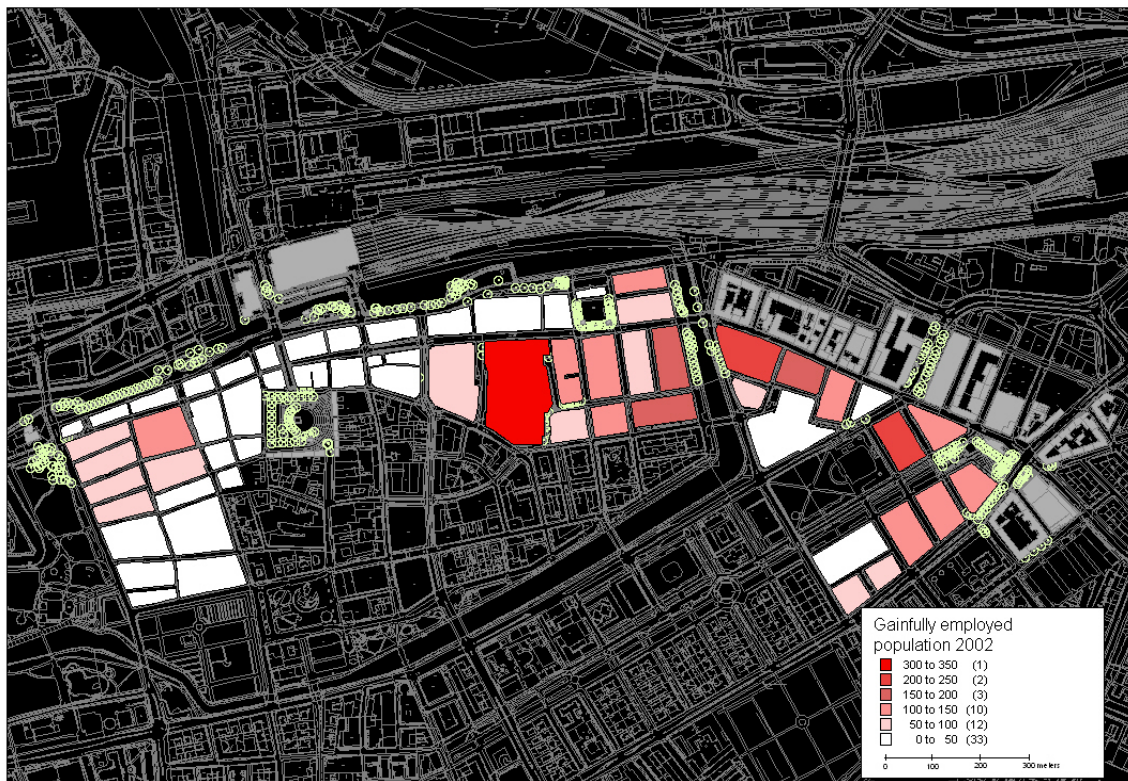 Gainfully employed
population 2002
300 to 350 (1)
200 to 250 (2)
150 to 200 (3)
100 to 150 (10)
50 to 100 (12)
0 to 50 (33)
0 100 200 300 meters